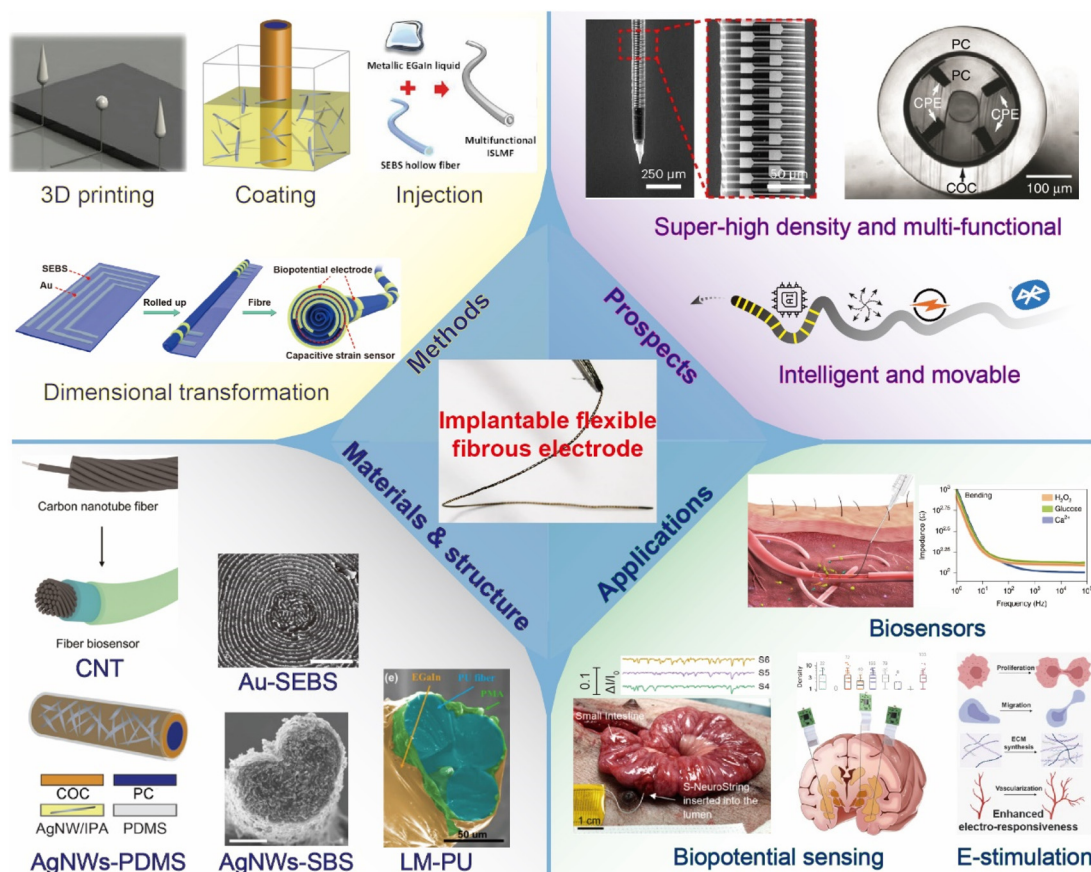 3D printing
Coating
Metallic EGaIn liquid
SEBS hollow fiber
Multifunctional
ISLMF
Injection
SEBS
Au
Rolled up
Fibre
Biopotential electrode
Capacitive strain sensor
Dimensional transformation
Methods
250 µm
50 µm
PC
PC
CPE
CPE
COC
100 µm
Super-high density and multi-functional
AI
Intelligent and movable
Prospects
Implantable flexible
fibrous electrode
Materials & structure
Carbon nanotube fiber
Fiber biosensor
CNT
Au-SEBS
COC
PC
AgNW/IPA
PDMS
AgNWs-PDMS
AgNWs-SBS
(e)
EGaIn
PU fiber
PMA
50 um
LM-PU
Applications
Bending
H₂O₂
Glucose
Ca²⁺
Impedance (Ω)
Frequency (Hz)
Biosensors
0.1
ΔI/I₀
S6
S5
S4
Small Intestine
S-NeuroString
inserted into the
lumen
1 cm
Density
Biopotential sensing
Proliferation
Migration
ECM
synthesis
Vascularization
Enhanced
electro-responsiveness
E-stimulation